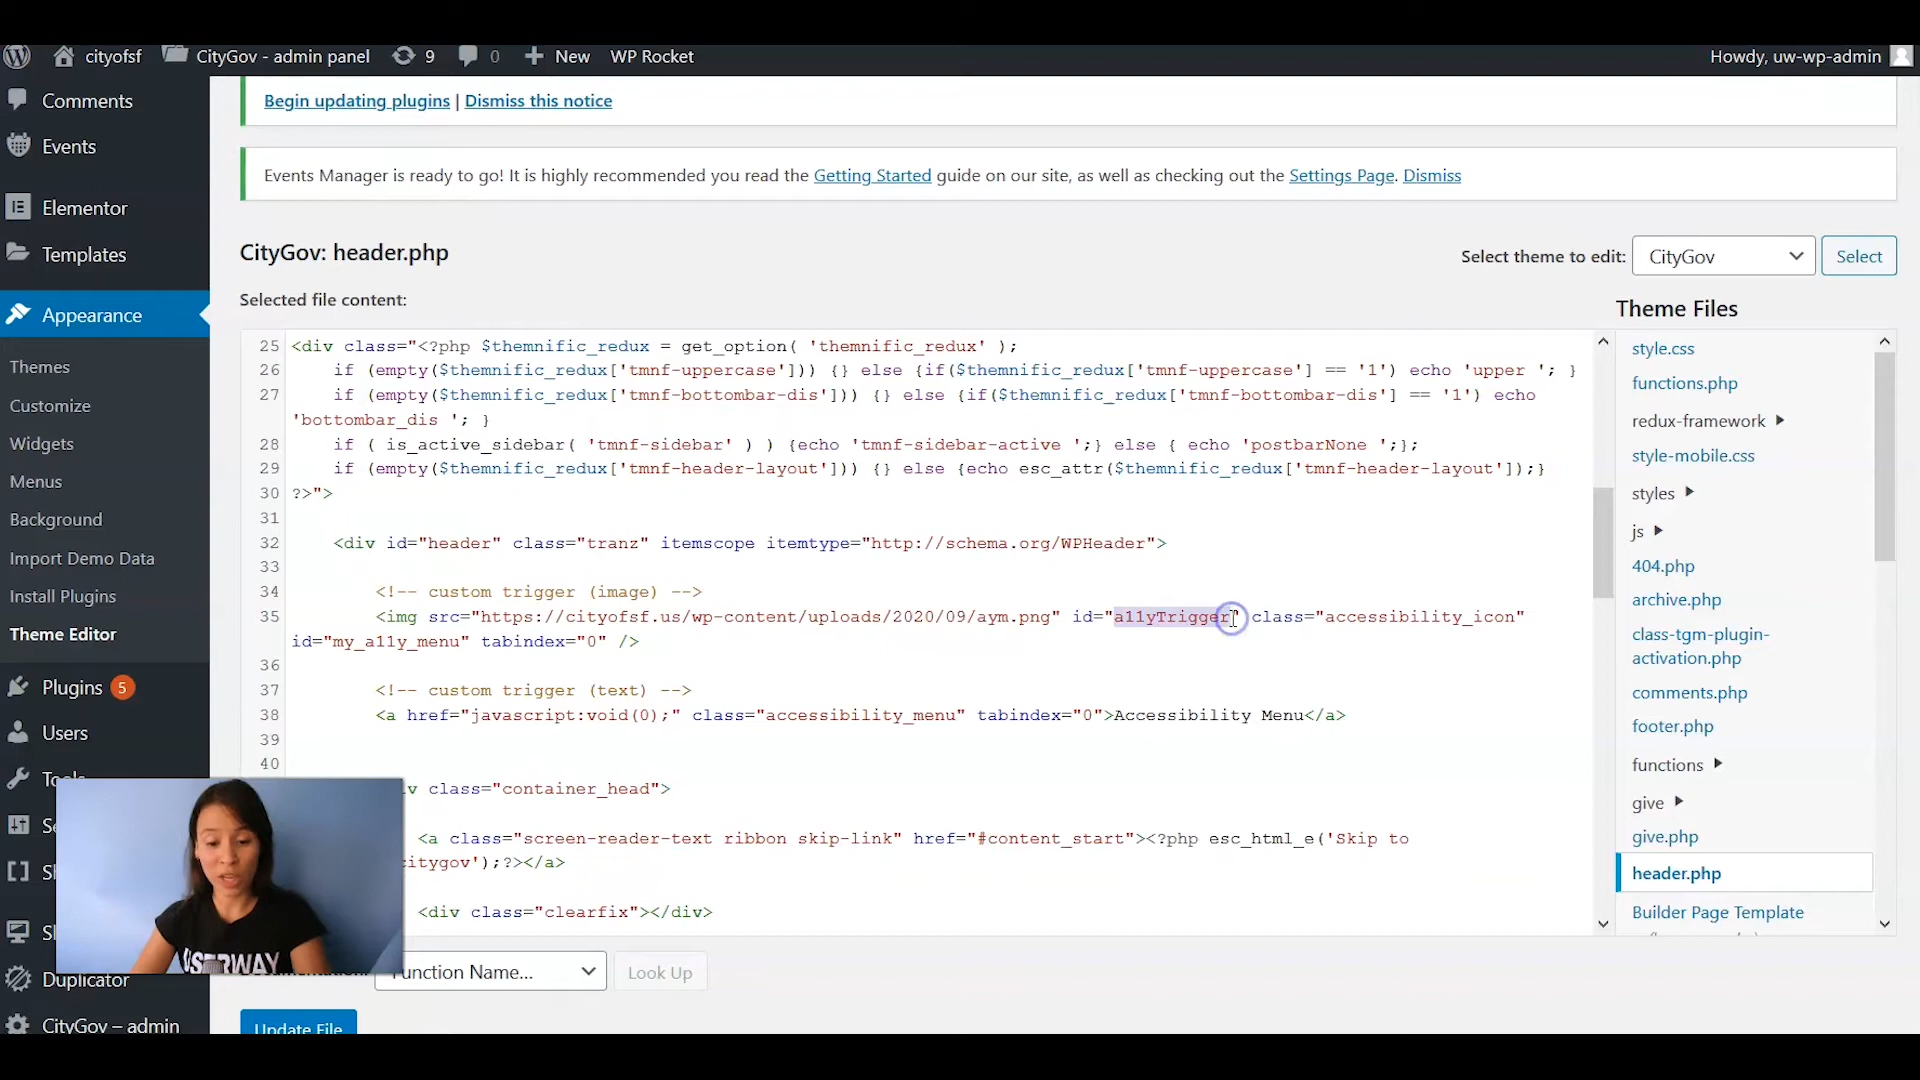 cityofsf CityGov - admin panel 9 0 New WP Rocket Howdy, uw-wp-admin
Comments
Events
Elementor
Templates
Appearance
Themes
Customize
Widgets
Menus
Background
Import Demo Data
Install Plugins
Theme Editor
Plugins 5
Users
Duplicator
CityGov – admin
Begin updating plugins | Dismiss this notice
Events Manager is ready to go! It is highly recommended you read the Getting Started guide on our site, as well as checking out the Settings Page. Dismiss
CityGov: header.php
Select theme to edit: CityGov Select
Selected file content:
25 <div class="<?php $themnific_redux = get_option( 'themnific_redux' );
26 if (empty($themnific_redux['tmnf-uppercase'])) {} else {if($themnific_redux['tmnf-uppercase'] == '1') echo 'upper '; }
27 if (empty($themnific_redux['tmnf-bottombar-dis'])) {} else {if($themnific_redux['tmnf-bottombar-dis'] == '1') echo
'bottombar_dis '; }
28 if ( is_active_sidebar( 'tmnf-sidebar' ) ) {echo 'tmnf-sidebar-active ';} else { echo 'postbarNone ';};
29 if (empty($themnific_redux['tmnf-header-layout'])) {} else {echo esc_attr($themnific_redux['tmnf-header-layout']);}
30 ?>">
31
32 <div id="header" class="tranz" itemscope itemtype="http://schema.org/WPHeader">
33
34 <!-- custom trigger (image) -->
35 <img src="https://cityofsf.us/wp-content/uploads/2020/09/aym.png" id="a11yTrigger" class="accessibility_icon"
id="my_a11y_menu" tabindex="0" />
36
37 <!-- custom trigger (text) -->
38 <a href="javascript:void(0);" class="accessibility_menu" tabindex="0">Accessibility Menu</a>
39
40
class="container_head">
<a class="screen-reader-text ribbon skip-link" href="#content_start"><?php esc_html_e('Skip to
citygov');?></a>
<div class="clearfix"></div>
Function Name... Look Up
Update File
Theme Files
style.css
functions.php
redux-framework
style-mobile.css
styles
js
404.php
archive.php
class-tgm-plugin-
activation.php
comments.php
footer.php
functions
give
give.php
header.php
Builder Page Template
USERWAY